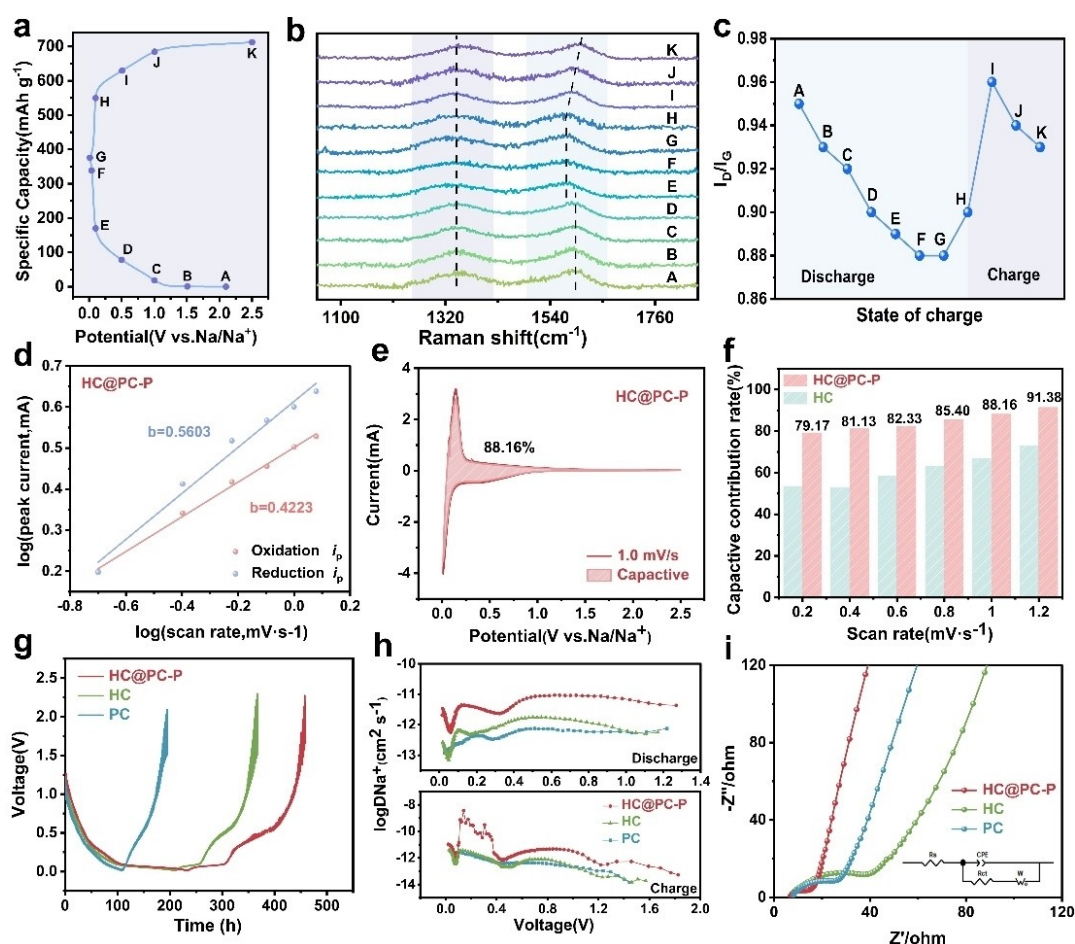 a
Specific Capacity(mAh g⁻¹)
700
600
500
400
300
200
100
0
0.0 0.5 1.0 1.5 2.0 2.5
Potential(V vs.Na/Na⁺)
A
B
C
D
E
F
G
H
I
J
K
b
K
J
I
H
G
F
E
D
C
B
A
1100 1320 1540 1760
Raman shift(cm⁻¹)
c
I_D/I_G
0.98
0.96
0.94
0.92
0.90
0.88
0.86
A
B
C
D
E
F
G
H
I
J
K
Discharge
Charge
State of charge
d
HC@PC-P
log(peak current,mA)
0.7
0.6
0.5
0.4
0.3
0.2
b=0.5603
b=0.4223
Oxidation iₚ
Reduction iₚ
-0.8 -0.6 -0.4 -0.2 0.0 0.2
log(scan rate,mV·s-1)
e
HC@PC-P
Current(mA)
4
2
0
-2
-4
88.16%
1.0 mV/s
Capactive
0.0 0.5 1.0 1.5 2.0 2.5
Potential(V vs.Na/Na⁺)
f
Capactive contribution rate(%)
HC@PC-P
HC
100
80
60
40
20
0
79.17 81.13 82.33 85.40 88.16 91.38
0.2 0.4 0.6 0.8 1 1.2
Scan rate(mV·s⁻¹)
g
HC@PC-P
HC
PC
Voltage(V)
2.5
2.0
1.5
1.0
0.5
0.0
0 100 200 300 400 500
Time (h)
h
logDNa⁺(cm² s⁻¹)
-10
-11
-12
-13
Discharge
0.0 0.2 0.4 0.6 0.8 1.0 1.2 1.4
-8
-10
-12
-14
HC@PC-P
HC
PC
Charge
0.0 0.4 0.8 1.2 1.6 2.0
Voltage(V)
i
-Z''/ohm
120
80
40
0
HC@PC-P
HC
PC
Rs
CPE
Rct
W
0 40 80 120
Z'/ohm